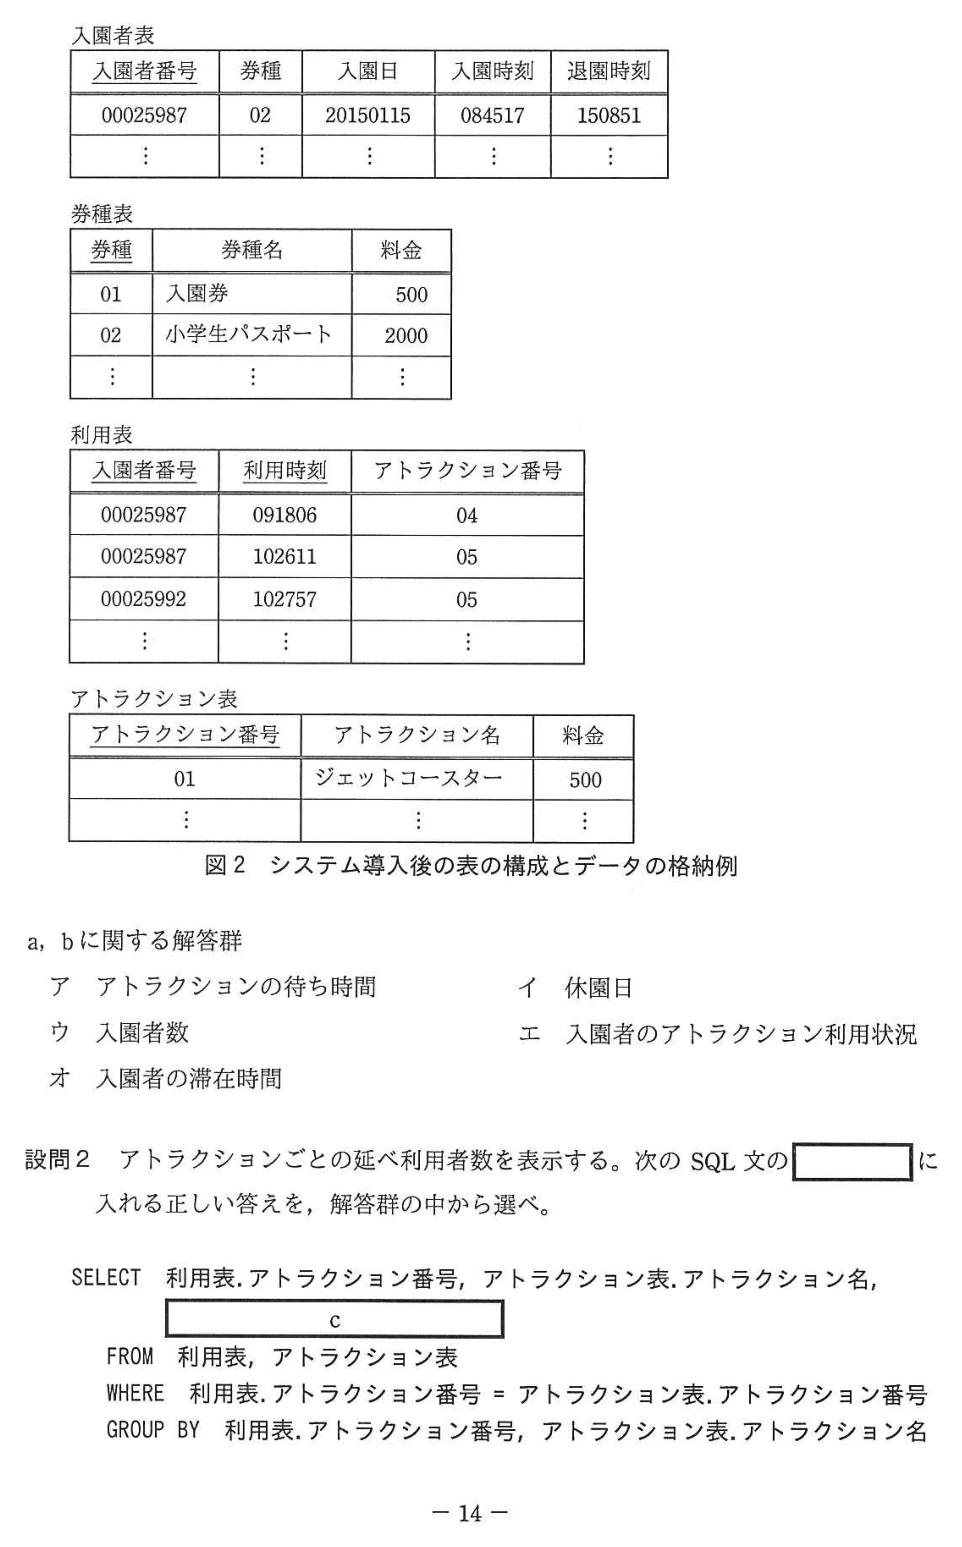 入園者表
入園者番号 券種 入園日 入園時刻 退園時刻
00025987 02 20150115 084517 150851
⋮ ⋮ ⋮ ⋮ ⋮
券種表
券種 券種名 料金
01 入園券 500
02 小学生パスポート 2000
⋮ ⋮ ⋮
利用表
入園者番号 利用時刻 アトラクション番号
00025987 091806 04
00025987 102611 05
00025992 102757 05
⋮ ⋮ ⋮
アトラクション表
アトラクション番号 アトラクション名 料金
01 ジェットコースター 500
⋮ ⋮ ⋮
図2 システム導入後の表の構成とデータの格納例
a, bに関する解答群
ア アトラクションの待ち時間 イ 休園日
ウ 入園者数 エ 入園者のアトラクション利用状況
オ 入園者の滞在時間
設問2 アトラクションごとの延べ利用者数を表示する。次の SQL 文の に
入れる正しい答えを，解答群の中から選べ。
SELECT 利用表.アトラクション番号, アトラクション表.アトラクション名,
c
FROM 利用表, アトラクション表
WHERE 利用表.アトラクション番号 = アトラクション表.アトラクション番号
GROUP BY 利用表.アトラクション番号, アトラクション表.アトラクション名
― 14 ―